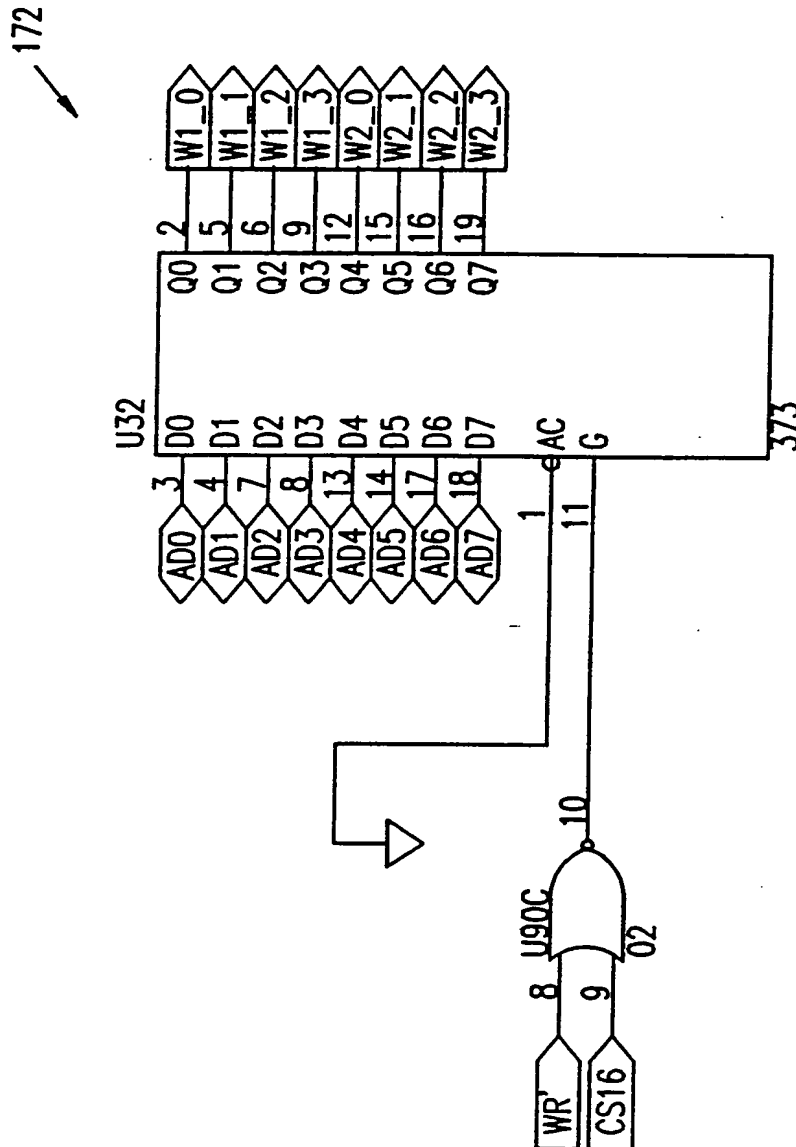 172
U32
AD0 3 D0 Q0 2 W1_0
AD1 4 D1 Q1 5 W1_1
AD2 7 D2 Q2 6 W1_2
AD3 8 D3 Q3 9 W1_3
AD4 13 D4 Q4 12 W2_0
AD5 14 D5 Q5 15 W2_1
AD6 17 D6 Q6 16 W2_2
AD7 18 D7 Q7 19 W2_3
1 AC
11 G
373
U90C
WR' 8 10
CS16 9
02